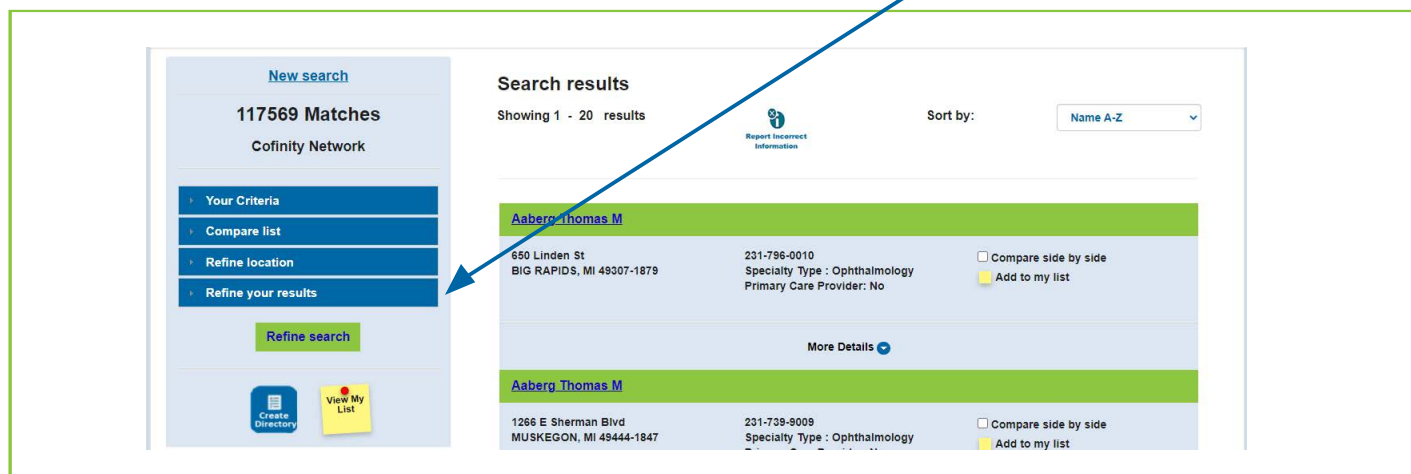 New search
117569 Matches
Cofinity Network
Your Criteria
Compare list
Refine location
Refine your results
Refine search
Create
Directory
View My
List
Search results
Showing 1 - 20 results
Report Incorrect
Information
Sort by:
Name A-Z
Aaberg Thomas M
650 Linden St
BIG RAPIDS, MI 49307-1879
231-796-0010
Specialty Type : Ophthalmology
Primary Care Provider: No
Compare side by side
Add to my list
More Details
Aaberg Thomas M
1266 E Sherman Blvd
MUSKEGON, MI 49444-1847
231-739-9009
Specialty Type : Ophthalmology
Compare side by side
Add to my list